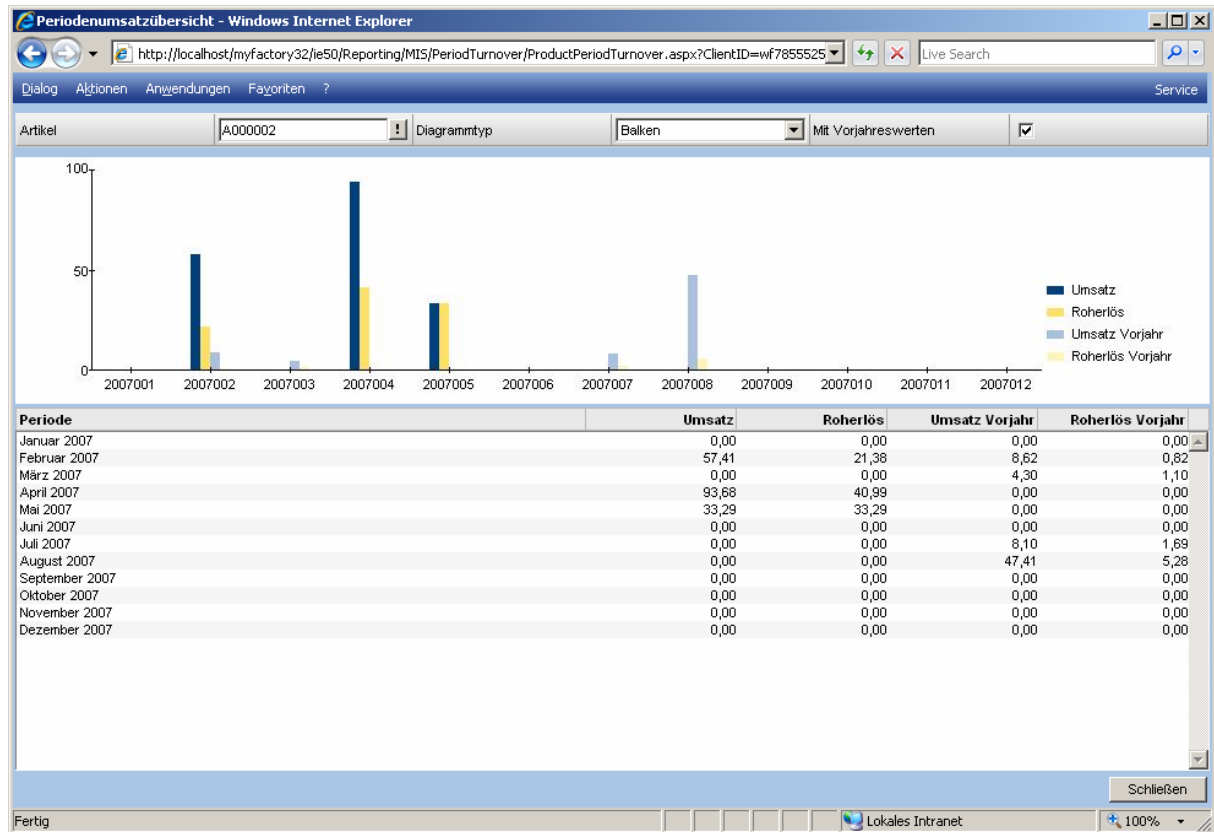 Periodenumsatzübersicht - Windows Internet Explorer
http://localhost/myfactory32/ie50/Reporting/MIS/PeriodTurnover/ProductPeriodTurnover.aspx?ClientID=wf7855525
Live Search
Dialog Aktionen Anwendungen Favoriten ? Service
Artikel A000002 ! Diagrammtyp Balken Mit Vorjahreswerten
100
50
0
2007001 2007002 2007003 2007004 2007005 2007006 2007007 2007008 2007009 2007010 2007011 2007012
Umsatz
Roherlös
Umsatz Vorjahr
Roherlös Vorjahr
Periode Umsatz Roherlös Umsatz Vorjahr Roherlös Vorjahr
Januar 2007 0,00 0,00 0,00 0,00
Februar 2007 57,41 21,38 8,62 0,82
März 2007 0,00 0,00 4,30 1,10
April 2007 93,68 40,99 0,00 0,00
Mai 2007 33,29 33,29 0,00 0,00
Juni 2007 0,00 0,00 0,00 0,00
Juli 2007 0,00 0,00 8,10 1,69
August 2007 0,00 0,00 47,41 5,28
September 2007 0,00 0,00 0,00 0,00
Oktober 2007 0,00 0,00 0,00 0,00
November 2007 0,00 0,00 0,00 0,00
Dezember 2007 0,00 0,00 0,00 0,00
Schließen
Fertig Lokales Intranet 100%